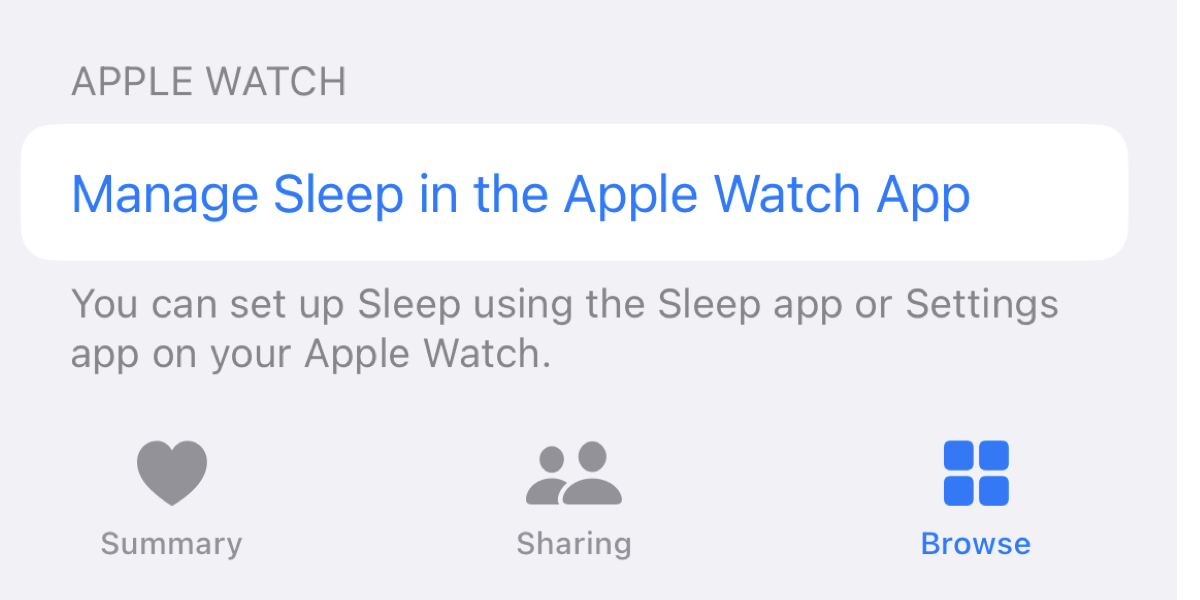 APPLE WATCH
Manage Sleep in the Apple Watch App
You can set up Sleep using the Sleep app or Settings
app on your Apple Watch.
Summary
Sharing
Browse